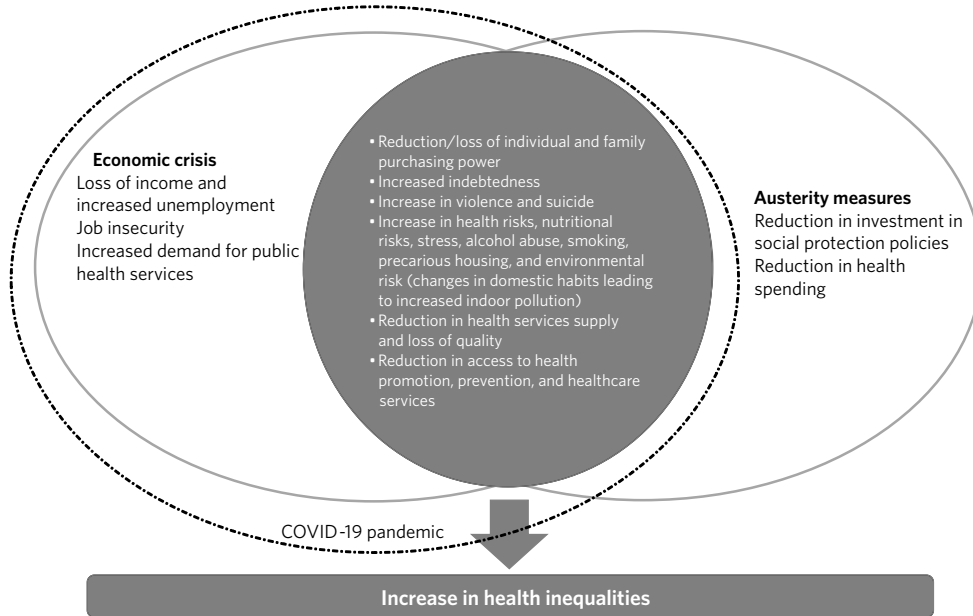 Economic crisis
Loss of income and
increased unemployment
Job insecurity
Increased demand for public
health services
• Reduction/loss of individual and family
purchasing power
• Increased indebtedness
• Increase in violence and suicide
• Increase in health risks, nutritional
risks, stress, alcohol abuse, smoking,
precarious housing, and environmental
risk (changes in domestic habits leading
to increased indoor pollution)
• Reduction in health services supply
and loss of quality
• Reduction in access to health
promotion, prevention, and healthcare
services
Austerity measures
Reduction in investment in
social protection policies
Reduction in health
spending
COVID-19 pandemic
Increase in health inequalities